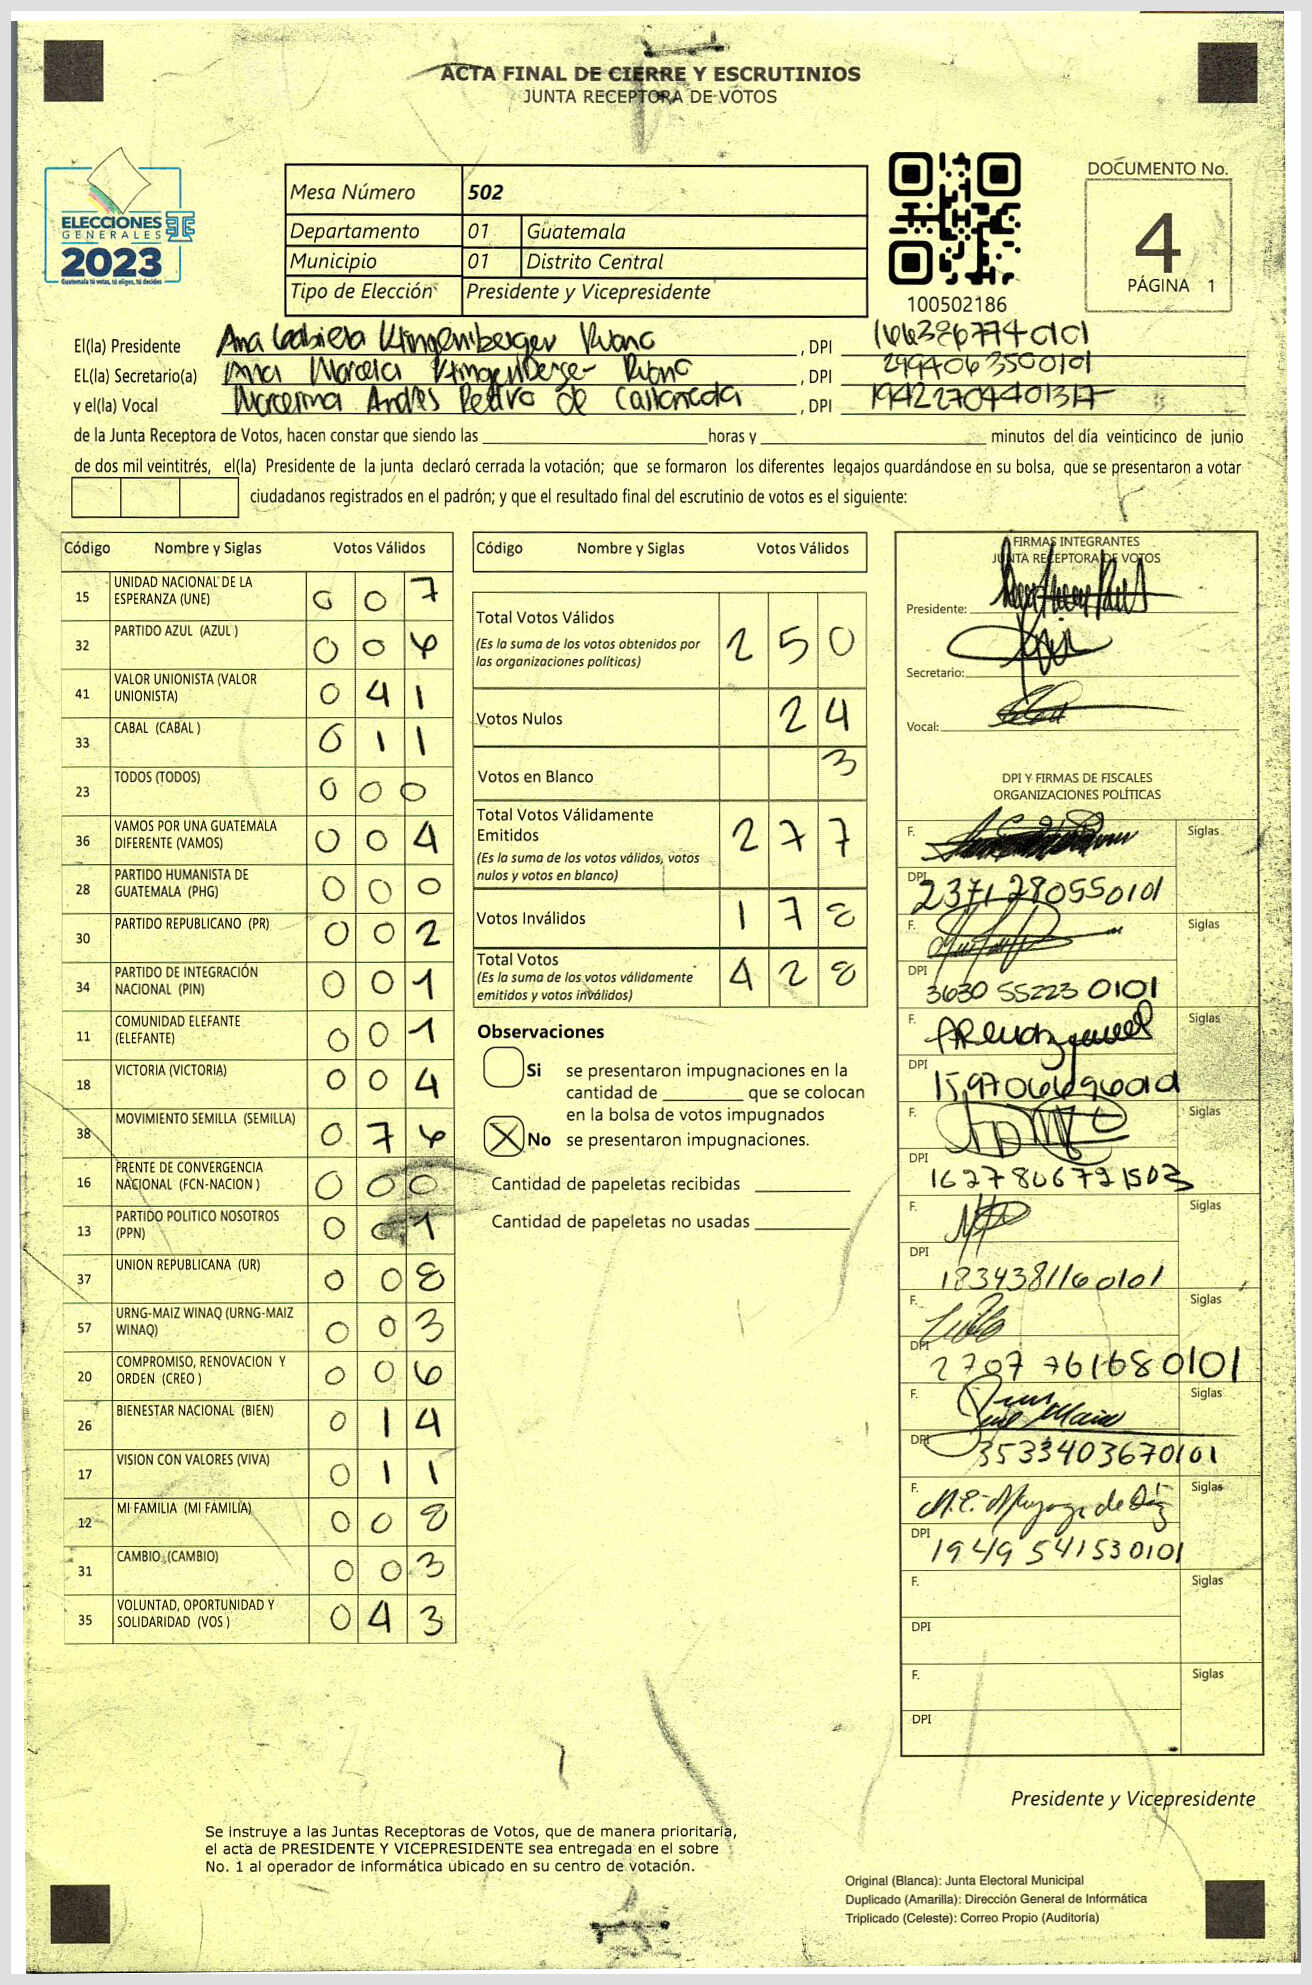 ACTA FINAL DE CIERRE Y ESCRUTINIOS
JUNTA RECEPTORA DE VOTOS
ELECCIONES
GENERALES
2023
Guatemala tú votas, tú eliges, tú decides
Mesa Número 502
Departamento 01 Guatemala
Municipio 01 Distrito Central
Tipo de Elección Presidente y Vicepresidente
100502186
DOCUMENTO No.
4
PÁGINA 1
El(la) Presidente Ana Gabriela Klingenberger Rivano, DPI 1663867740101
EL(la) Secretario(a) Ana Marcela Klingenberger Rivano, DPI 2994063500101
y el(la) Vocal Marcelina Andrés Pedro de, DPI 19422704401317
de la Junta Receptora de Votos, hacen constar que siendo las horas y minutos del día veinticinco de junio
de dos mil veintitrés, el(la) Presidente de la junta declaró cerrada la votación; que se formaron los diferentes legajos guardándose en su bolsa, que se presentaron a votar
ciudadanos registrados en el padrón; y que el resultado final del escrutinio de votos es el siguiente:
Código Nombre y Siglas Votos Válidos
15 UNIDAD NACIONAL DE LA ESPERANZA (UNE) 0 0 7
32 PARTIDO AZUL (AZUL ) 0 0 6
41 VALOR UNIONISTA (VALOR UNIONISTA) 0 4 1
33 CABAL (CABAL ) 0 1 1
23 TODOS (TODOS) 0 0 0
36 VAMOS POR UNA GUATEMALA DIFERENTE (VAMOS) 0 0 4
28 PARTIDO HUMANISTA DE GUATEMALA (PHG) 0 0 0
30 PARTIDO REPUBLICANO (PR) 0 0 2
34 PARTIDO DE INTEGRACIÓN NACIONAL (PIN) 0 0 1
11 COMUNIDAD ELEFANTE (ELEFANTE) 0 0 1
18 VICTORIA (VICTORIA) 0 0 4
38 MOVIMIENTO SEMILLA (SEMILLA) 0 7 6
16 FRENTE DE CONVERGENCIA NACIONAL (FCN-NACION ) 0 0 0
13 PARTIDO POLITICO NOSOTROS (PPN) 0 0 1
37 UNION REPUBLICANA (UR) 0 0 8
57 URNG-MAIZ WINAQ (URNG-MAIZ WINAQ) 0 0 3
20 COMPROMISO, RENOVACION Y ORDEN (CREO ) 0 0 6
26 BIENESTAR NACIONAL (BIEN) 0 1 4
17 VISION CON VALORES (VIVA) 0 1 1
12 MI FAMILIA (MI FAMILIA) 0 0 8
31 CAMBIO (CAMBIO) 0 0 3
35 VOLUNTAD, OPORTUNIDAD Y SOLIDARIDAD (VOS ) 0 4 3
Código Nombre y Siglas Votos Válidos
Total Votos Válidos 2 5 0
(Es la suma de los votos obtenidos por
las organizaciones políticas)
Votos Nulos 2 4
Votos en Blanco 3
Total Votos Válidamente Emitidos 2 7 7
(Es la suma de los votos válidos, votos
nulos y votos en blanco)
Votos Inválidos 1 7 8
Total Votos 4 2 8
(Es la suma de los votos válidamente
emitidos y votos inválidos)
Observaciones
Si se presentaron impugnaciones en la
cantidad de que se colocan
en la bolsa de votos impugnados
X No se presentaron impugnaciones.
Cantidad de papeletas recibidas
Cantidad de papeletas no usadas
FIRMAS INTEGRANTES
JUNTA RECEPTORA DE VOTOS
Presidente:
Secretario:
Vocal:
DPI Y FIRMAS DE FISCALES
ORGANIZACIONES POLÍTICAS
F. Siglas
DPI 2371280550101
F. Siglas
DPI 3630 55223 0101
F. Siglas
DPI
F. Siglas
DPI 1627806721503
F. Siglas
DPI 1834381160101
F. Siglas
DPI 2707 761680101
F. Siglas
DPI 3533403670101
F. Siglas
DPI 1949 541530101
F. Siglas
DPI
F. Siglas
DPI
Presidente y Vicepresidente
Se instruye a las Juntas Receptoras de Votos, que de manera prioritaria,
el acta de PRESIDENTE Y VICEPRESIDENTE sea entregada en el sobre
No. 1 al operador de informática ubicado en su centro de votación.
Original (Blanca): Junta Electoral Municipal
Duplicado (Amarilla): Dirección General de Informática
Triplicado (Celeste): Correo Propio (Auditoría)